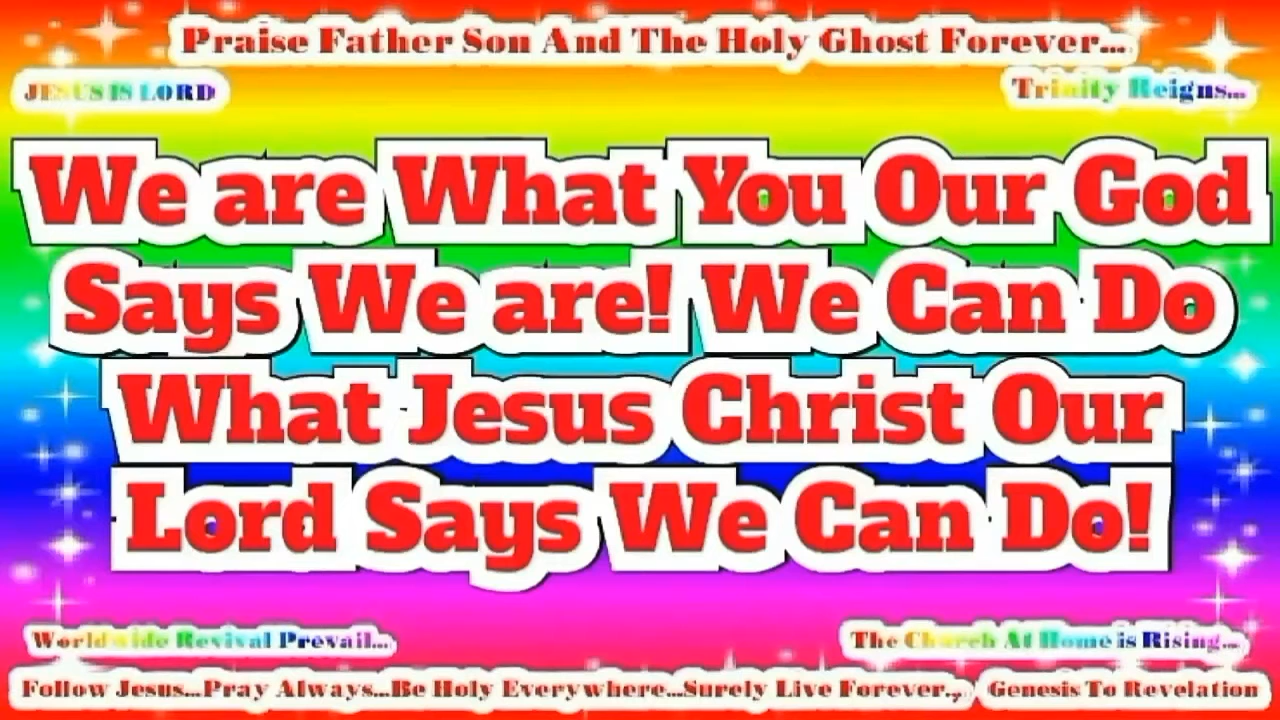 Praise Father Son And The Holy Ghost Forever...
JESUS IS LORD
Trinity Reigns...
We are What You Our God
Says We are! We Can Do
What Jesus Christ Our
Lord Says We Can Do!
Worldwide Revival Prevail...
The Church At Home is Rising...
Follow Jesus...Pray Always...Be Holy Everywhere...Surely Live Forever.., Genesis To Revelation